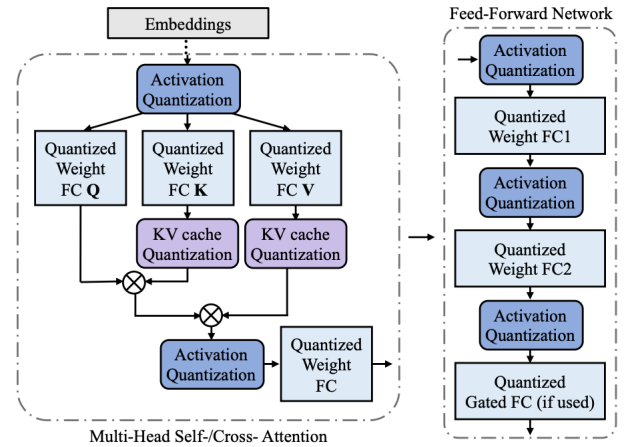 Embeddings
Activation
Quantization
Quantized
Weight
FC Q
Quantized
Weight
FC K
Quantized
Weight
FC V
KV cache
Quantization
KV cache
Quantization
Activation
Quantization
Quantized
Weight
FC
Multi-Head Self-/Cross- Attention
Feed-Forward Network
Activation
Quantization
Quantized
Weight FC1
Activation
Quantization
Quantized
Weight FC2
Activation
Quantization
Quantized
Gated FC (if used)